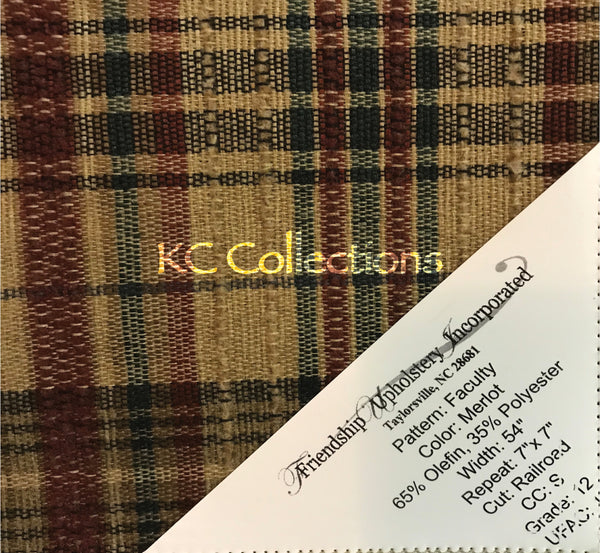 KC Collections
Friendship Upholstery Incorporated
Taylorsville, NC 28681
Pattern: Faculty
Color: Merlot
65% Olefin, 35% Polyester
Width: 54"
Repeat: 7"x 7"
Cut: Railroad
CC: S
Grade: 12
UFAC: